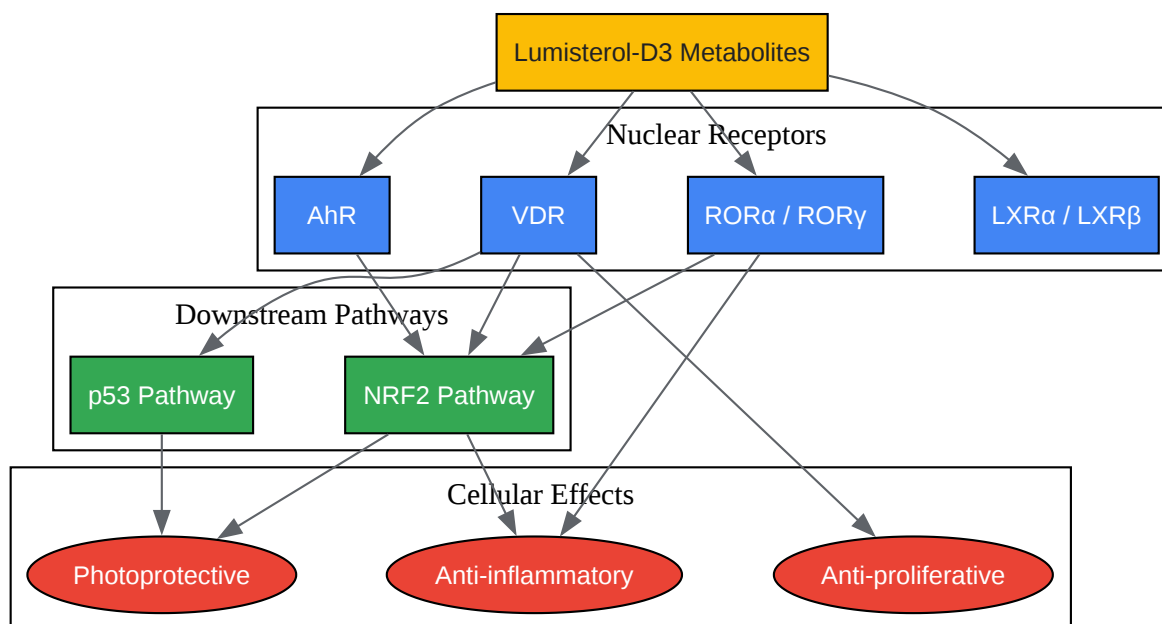 Lumisterol-D3 Metabolites
Nuclear Receptors
AhR
VDR
RORα / RORγ
LXRα / LXRβ
Downstream Pathways
p53 Pathway
NRF2 Pathway
Cellular Effects
Photoprotective
Anti-inflammatory
Anti-proliferative